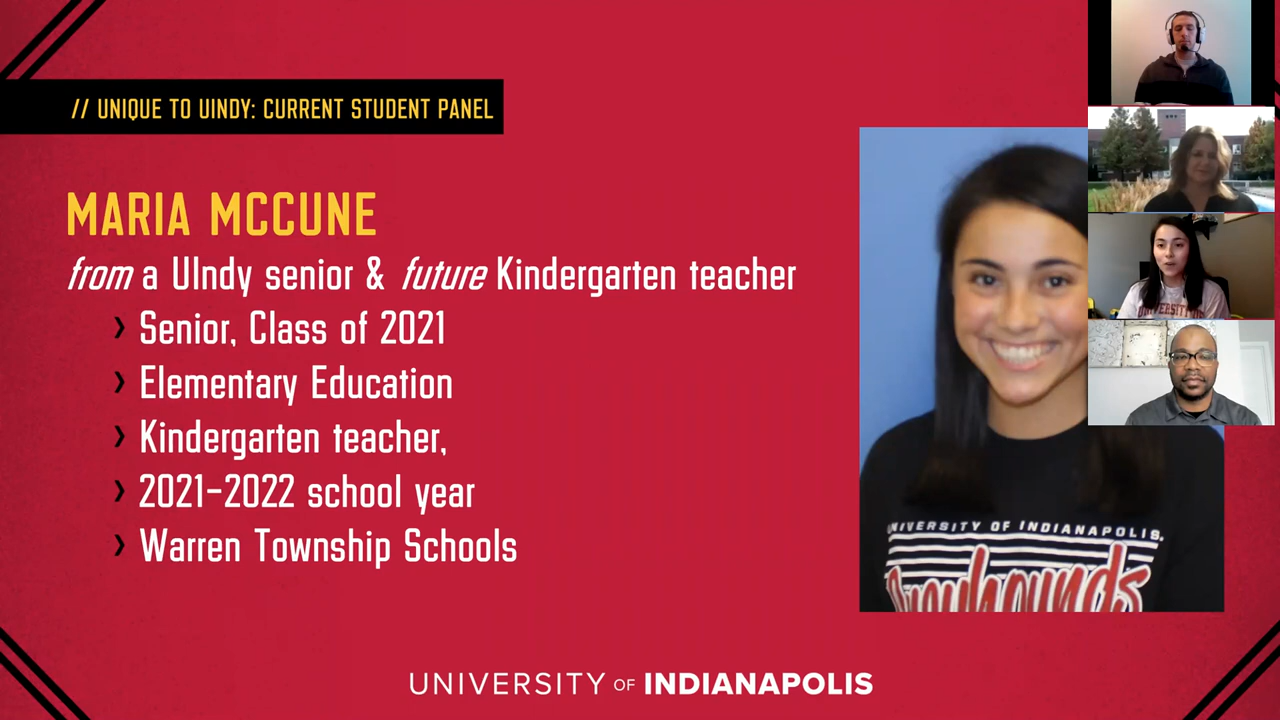 // UNIQUE TO UINDY: CURRENT STUDENT PANEL
MARIA MCCUNE
from a UIndy senior & future Kindergarten teacher
› Senior, Class of 2021
› Elementary Education
› Kindergarten teacher,
› 2021-2022 school year
› Warren Township Schools
UNIVERSITY OF INDIANAPOLIS.
Greyhounds
UNIVERSITY OF INDIANAPOLIS